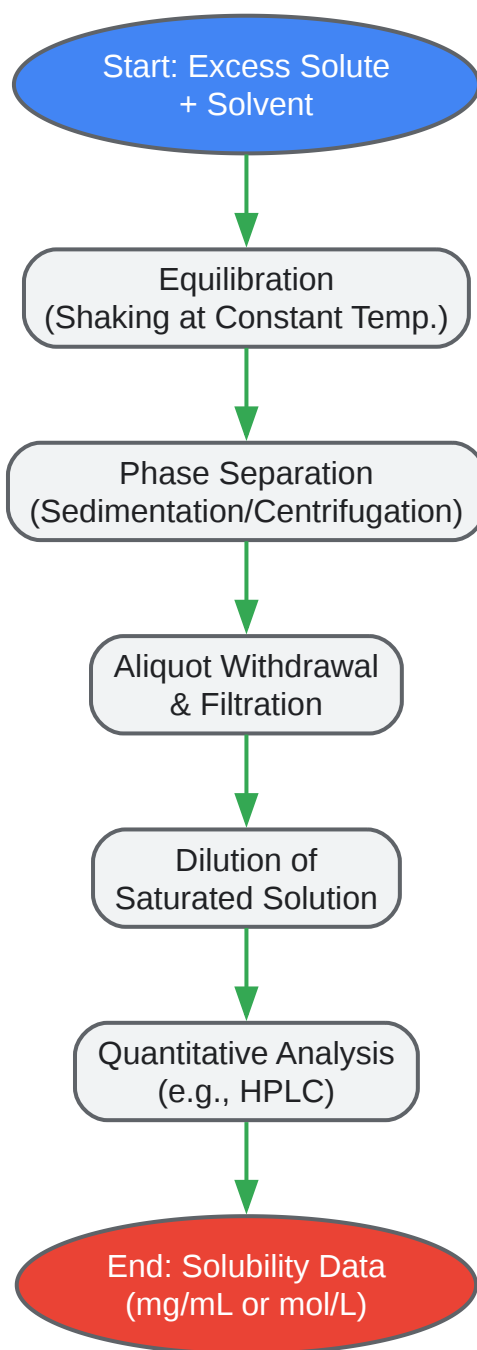 Start: Excess Solute
+ Solvent
Equilibration
(Shaking at Constant Temp.)
Phase Separation
(Sedimentation/Centrifugation)
Aliquot Withdrawal
& Filtration
Dilution of
Saturated Solution
Quantitative Analysis
(e.g., HPLC)
End: Solubility Data
(mg/mL or mol/L)